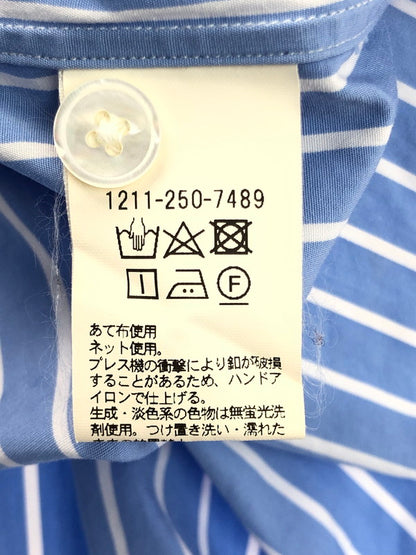 1211-250-7489
F
あて布使用
ネット使用。
プレス機の衝撃により釦が破損
することがあるため、ハンドア
イロンで仕上げる。
生成・淡色系の色物は無蛍光洗
剤使用。つけ置き洗い・濡れた